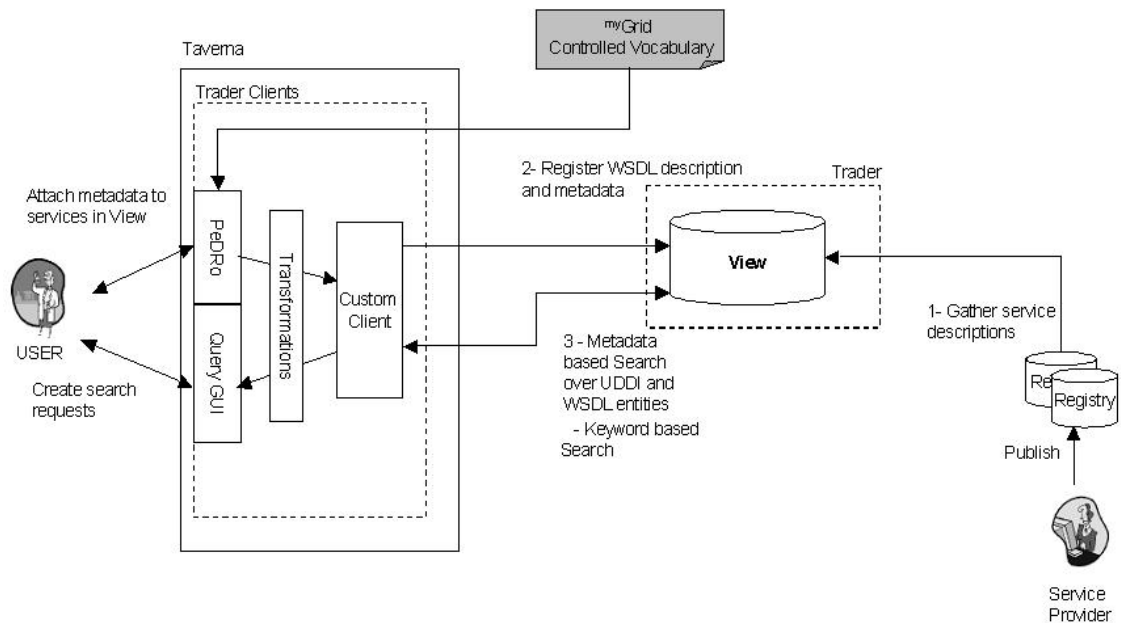 myGrid
Controlled Vocabulary
Taverna
Trader Clients
Attach metadata to
services in View
USER
Create search
requests
PeDRo
Query GUI
Transformations
Custom
Client
2- Register WSDL description
and metadata
Trader
View
3 - Metadata
based Search
over UDDI and
WSDL entities
- Keyword based
Search
1- Gather service
descriptions
Re
Registry
Publish
Service
Provider